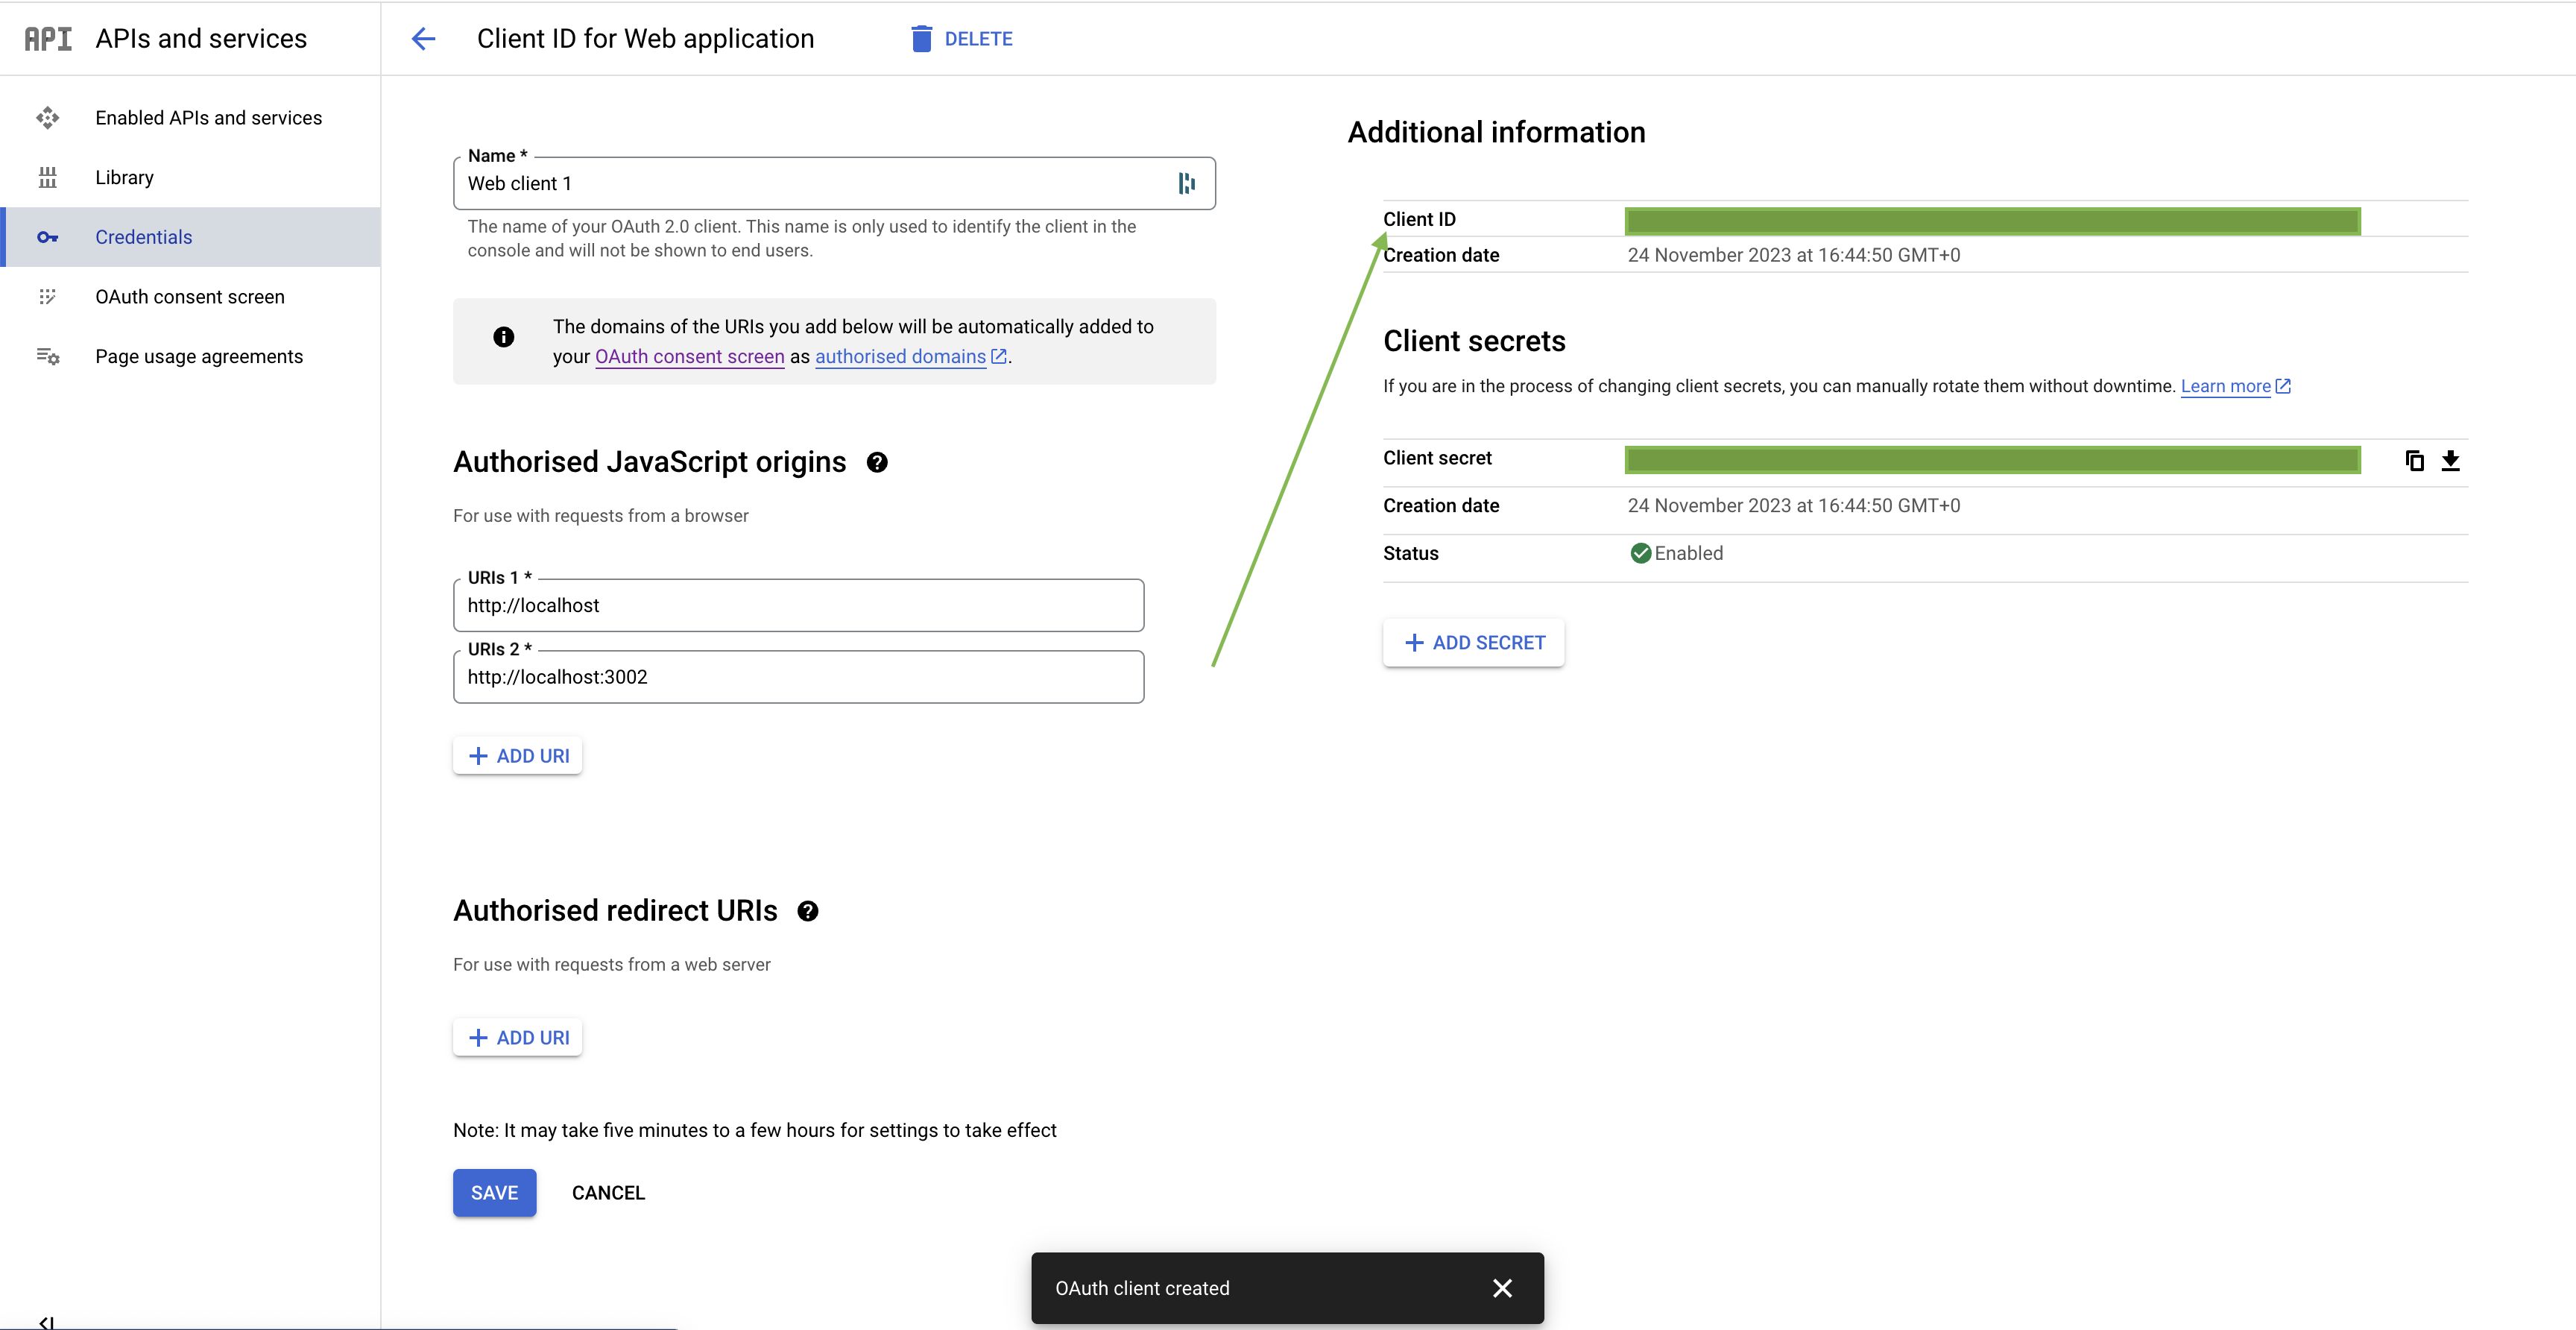 API APIs and services
Client ID for Web application
DELETE
Enabled APIs and services
Library
Credentials
OAuth consent screen
Page usage agreements
Name *
Web client 1
The name of your OAuth 2.0 client. This name is only used to identify the client in the
console and will not be shown to end users.
The domains of the URIs you add below will be automatically added to
your OAuth consent screen as authorised domains.
Authorised JavaScript origins
For use with requests from a browser
URIs 1 *
http://localhost
URIs 2 *
http://localhost:3002
+ ADD URI
Authorised redirect URIs
For use with requests from a web server
+ ADD URI
Note: It may take five minutes to a few hours for settings to take effect
SAVE CANCEL
Additional information
Client ID
Creation date 24 November 2023 at 16:44:50 GMT+0
Client secrets
If you are in the process of changing client secrets, you can manually rotate them without downtime. Learn more
Client secret
Creation date 24 November 2023 at 16:44:50 GMT+0
Status Enabled
+ ADD SECRET
OAuth client created